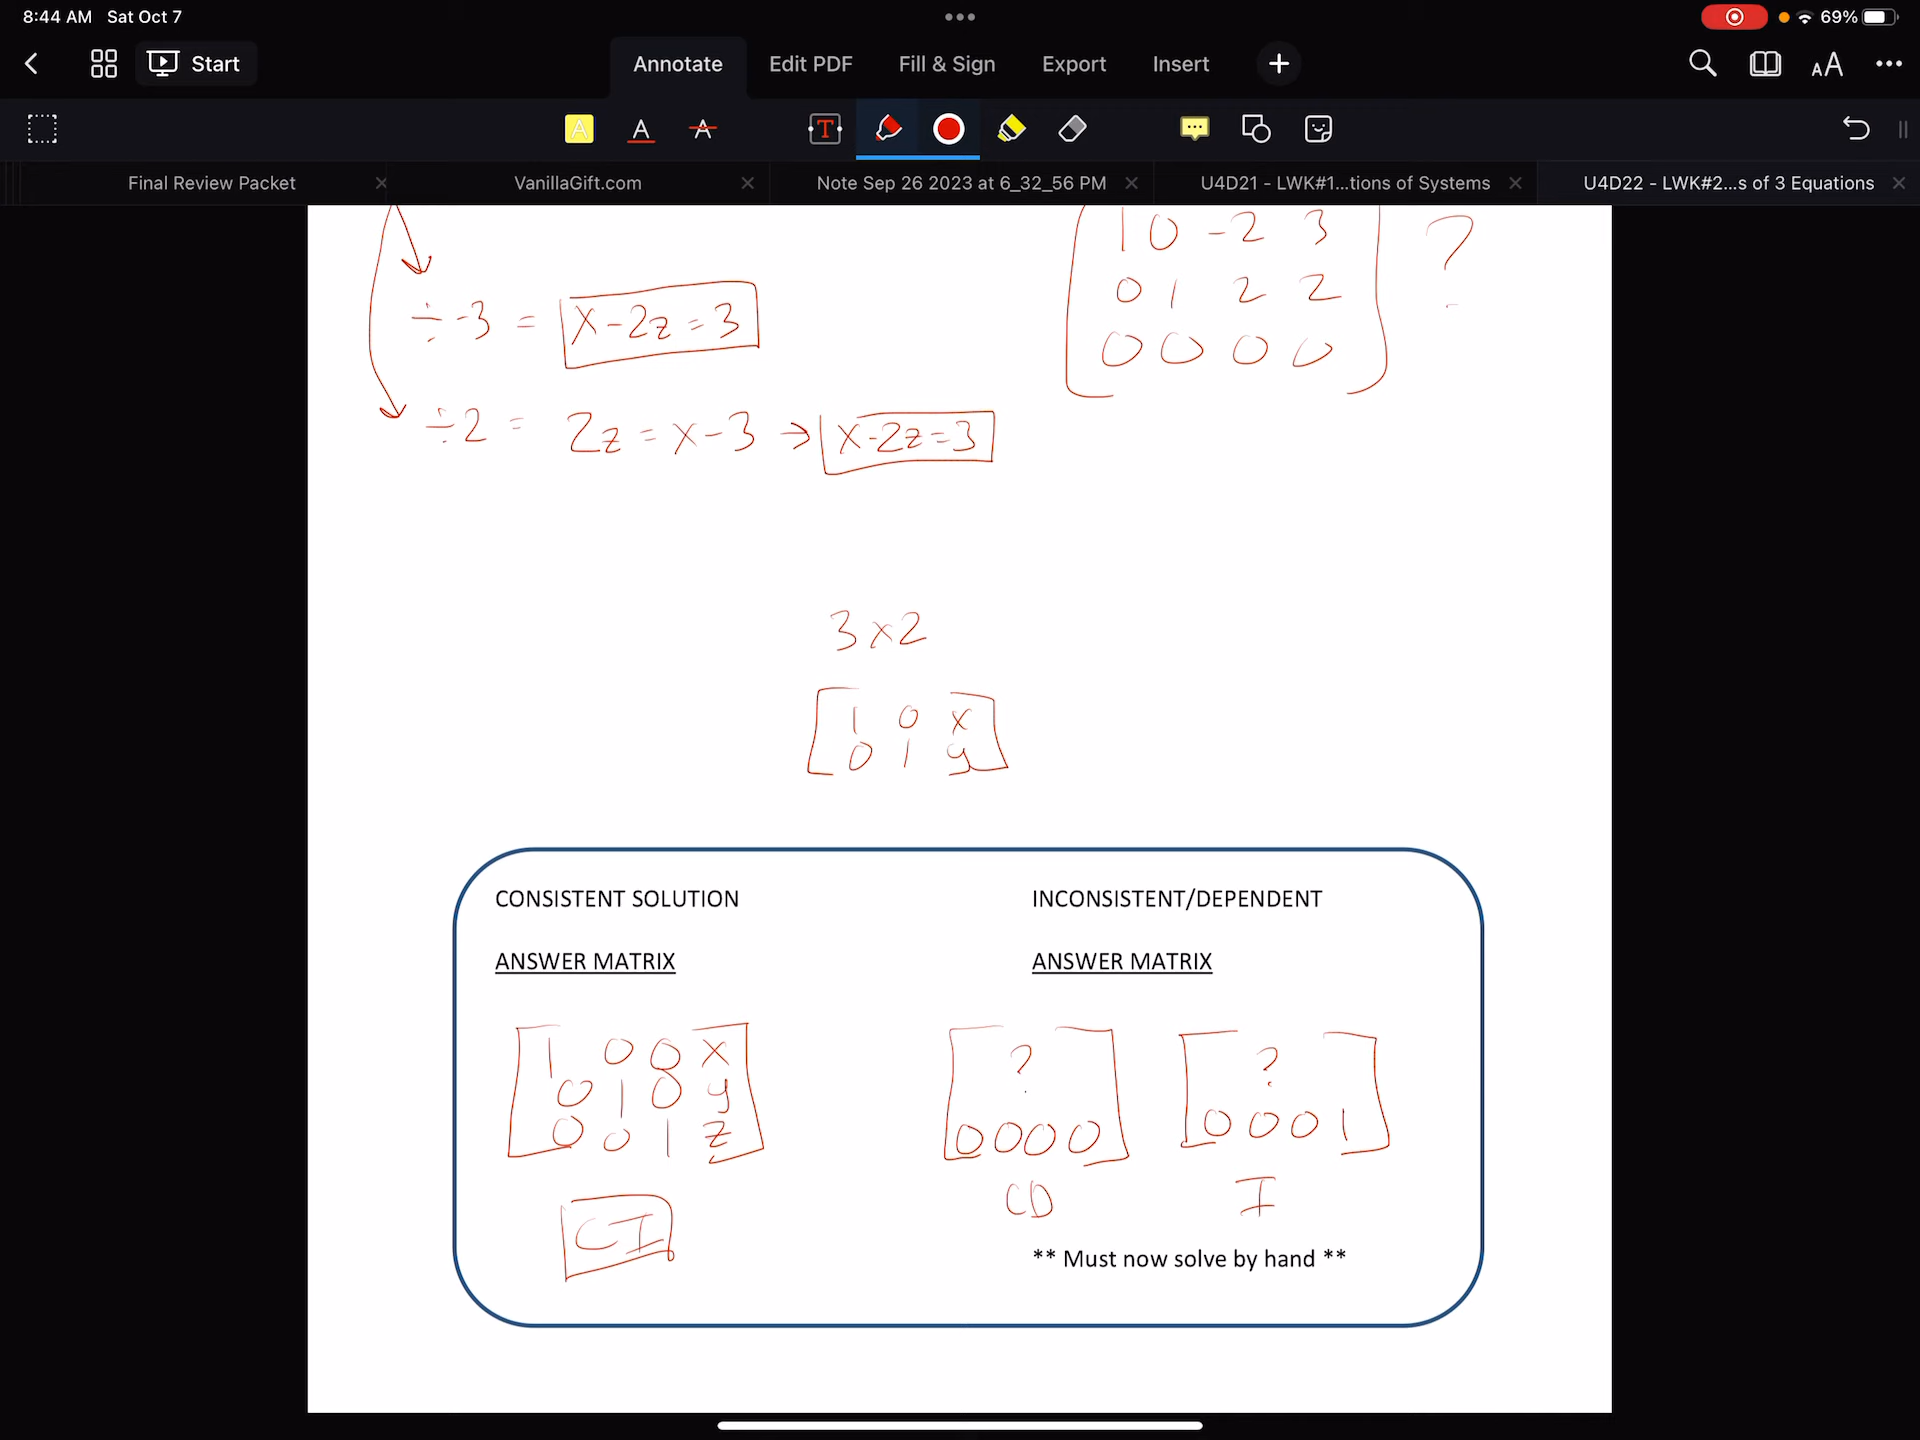 8:44 AM Sat Oct 7
69%
Start
Annotate
Edit PDF
Fill & Sign
Export
Insert
AA
A
A
A
T
Final Review Packet
VanillaGift.com
Note Sep 26 2023 at 6_32_56 PM
U4D21 - LWK#1...tions of Systems
U4D22 - LWK#2...s of 3 Equations
1 0 -2 3
0 1 2 2
0 0 0 0
?
÷ -3 = x - 2z = 3
÷ 2 = 2z = x - 3 → x - 2z = 3
3 x 2
1 0 x
0 1 y
CONSISTENT SOLUTION
ANSWER MATRIX
1 0 0 x
0 1 0 y
0 0 1 z
CI
INCONSISTENT/DEPENDENT
ANSWER MATRIX
?
0 0 0 0
CD
?
0 0 0 1
I
** Must now solve by hand **